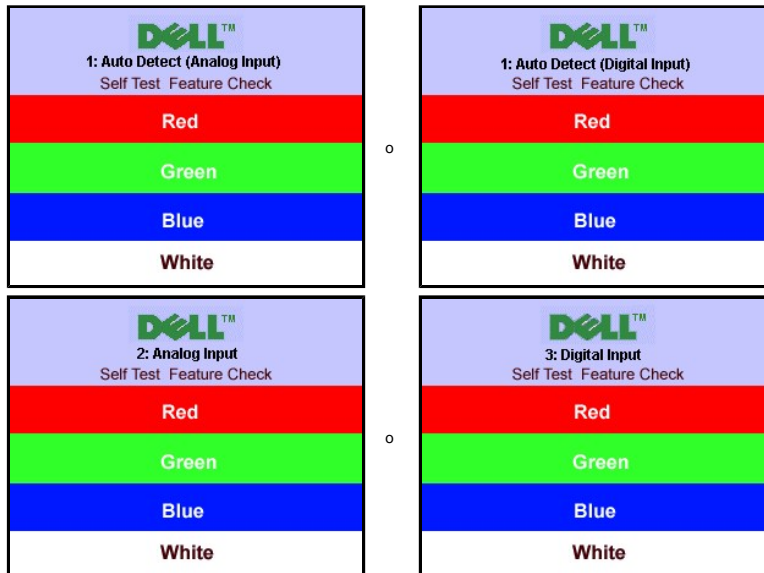 DELL™
1: Auto Detect (Analog Input)
Self Test Feature Check
Red
Green
Blue
White
o
DELL™
1: Auto Detect (Digital Input)
Self Test Feature Check
Red
Green
Blue
White
DELL™
2: Analog Input
Self Test Feature Check
Red
Green
Blue
White
o
DELL™
3: Digital Input
Self Test Feature Check
Red
Green
Blue
White